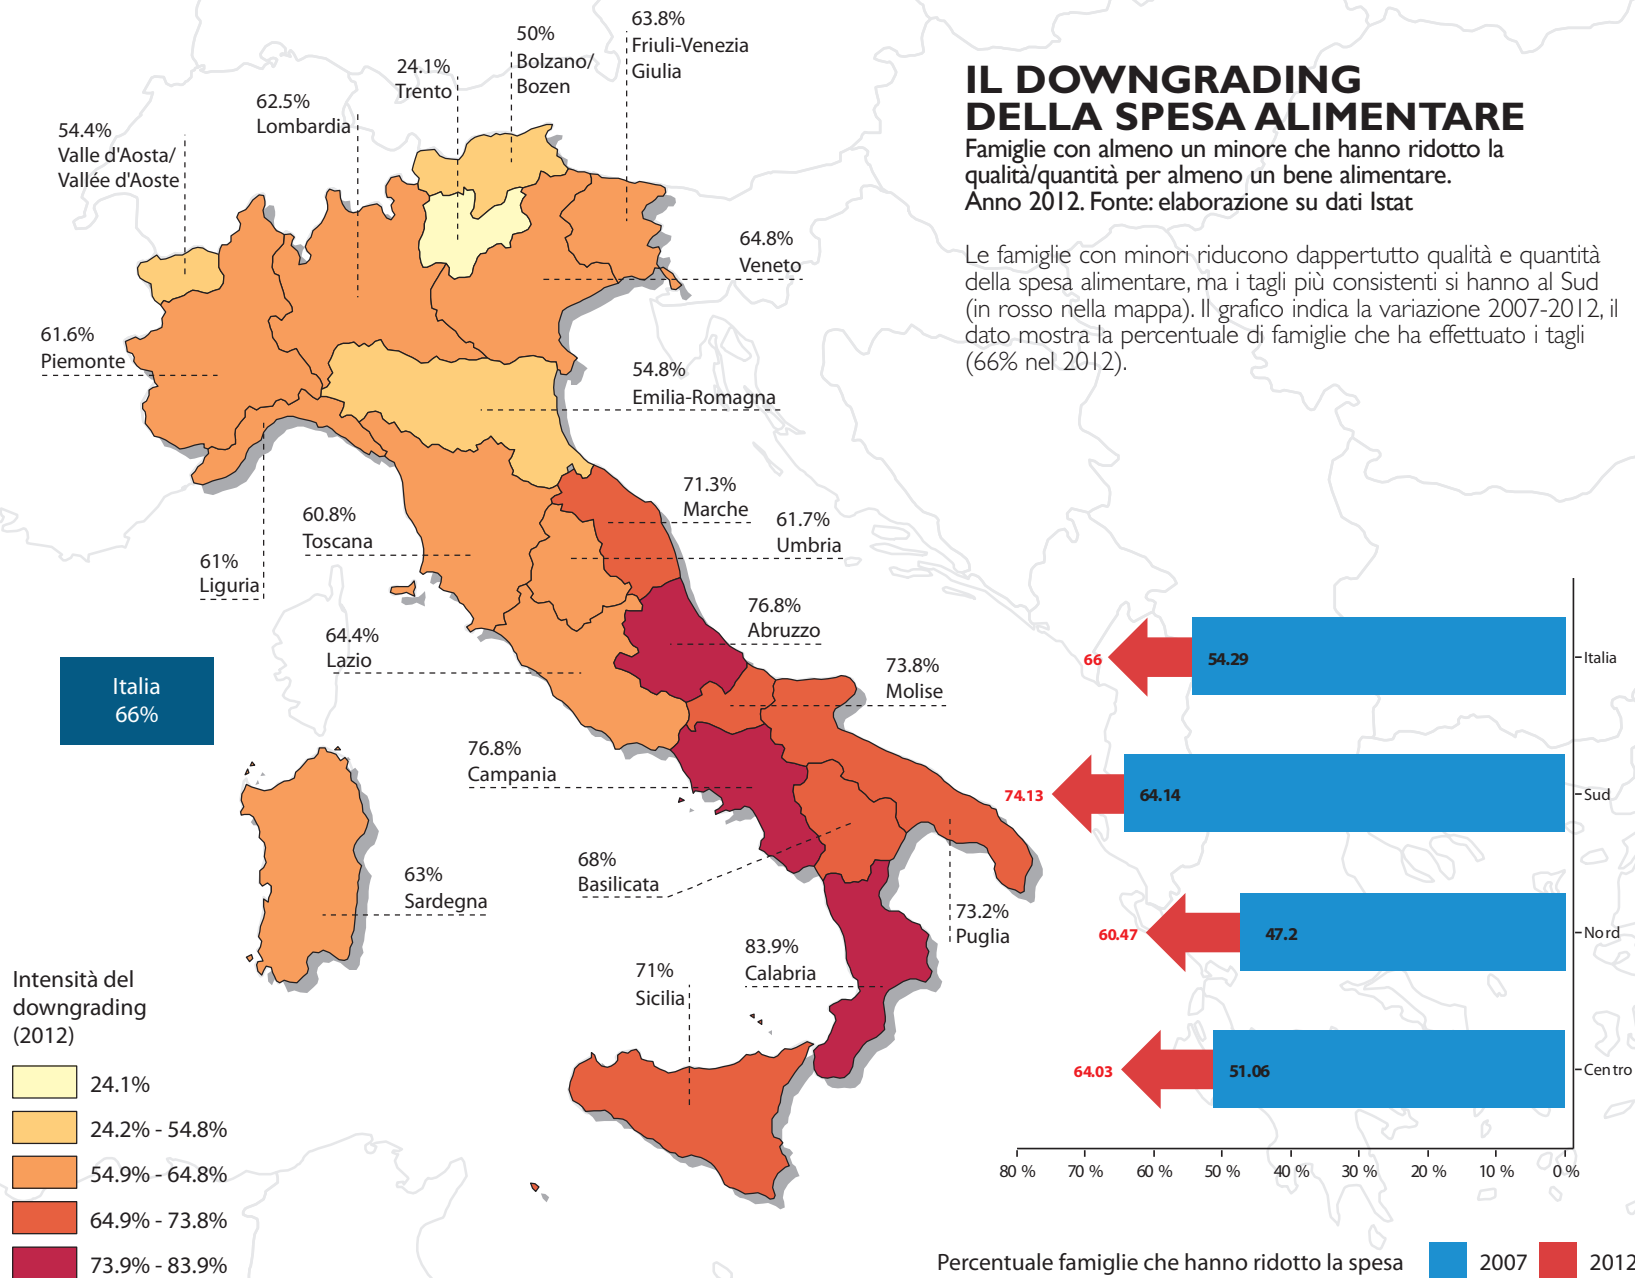 IL DOWNGRADING
DELLA SPESA ALIMENTARE
Famiglie con almeno un minore che hanno ridotto la
qualità/quantità per almeno un bene alimentare.
Anno 2012. Fonte: elaborazione su dati Istat
Le famiglie con minori riducono dappertutto qualità e quantità
della spesa alimentare, ma i tagli più consistenti si hanno al Sud
(in rosso nella mappa). Il grafico indica la variazione 2007-2012, il
dato mostra la percentuale di famiglie che ha effettuato i tagli
(66% nel 2012).
63.8%
Friuli-Venezia
Giulia
50%
Bolzano/
Bozen
24.1%
Trento
62.5%
Lombardia
54.4%
Valle d'Aosta/
Vallée d'Aoste
64.8%
Veneto
61.6%
Piemonte
54.8%
Emilia-Romagna
71.3%
Marche
61.7%
Umbria
60.8%
Toscana
61%
Liguria
76.8%
Abruzzo
64.4%
Lazio
73.8%
Molise
Italia
66%
76.8%
Campania
68%
Basilicata
63%
Sardegna
73.2%
Puglia
83.9%
Calabria
71%
Sicilia
Intensità del
downgrading
(2012)
24.1%
24.2% - 54.8%
54.9% - 64.8%
64.9% - 73.8%
73.9% - 83.9%
66 54.29 Italia
74.13 64.14 Sud
60.47 47.2 Nord
64.03 51.06 Centro
80 % 70 % 60 % 50 % 40 % 30 % 20 % 10 % 0 %
Percentuale famiglie che hanno ridotto la spesa 2007 2012